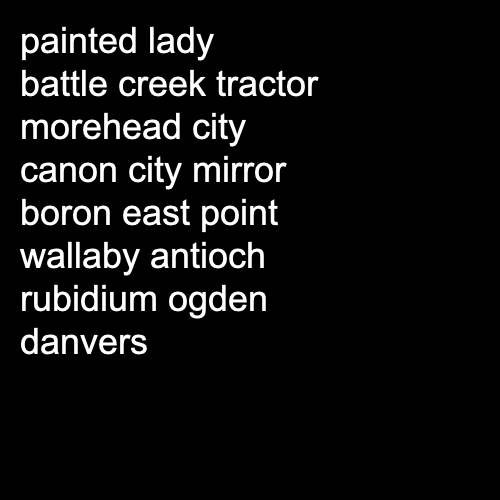 painted lady
battle creek tractor
morehead city
canon city mirror
boron east point
wallaby antioch
rubidium ogden
danvers